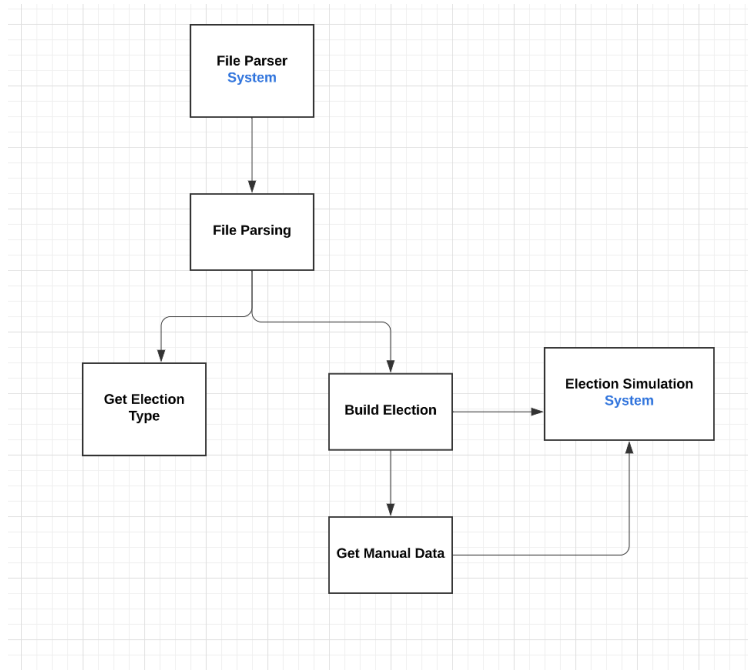 File Parser
System
File Parsing
Get Election
Type
Build Election
Election Simulation
System
Get Manual Data